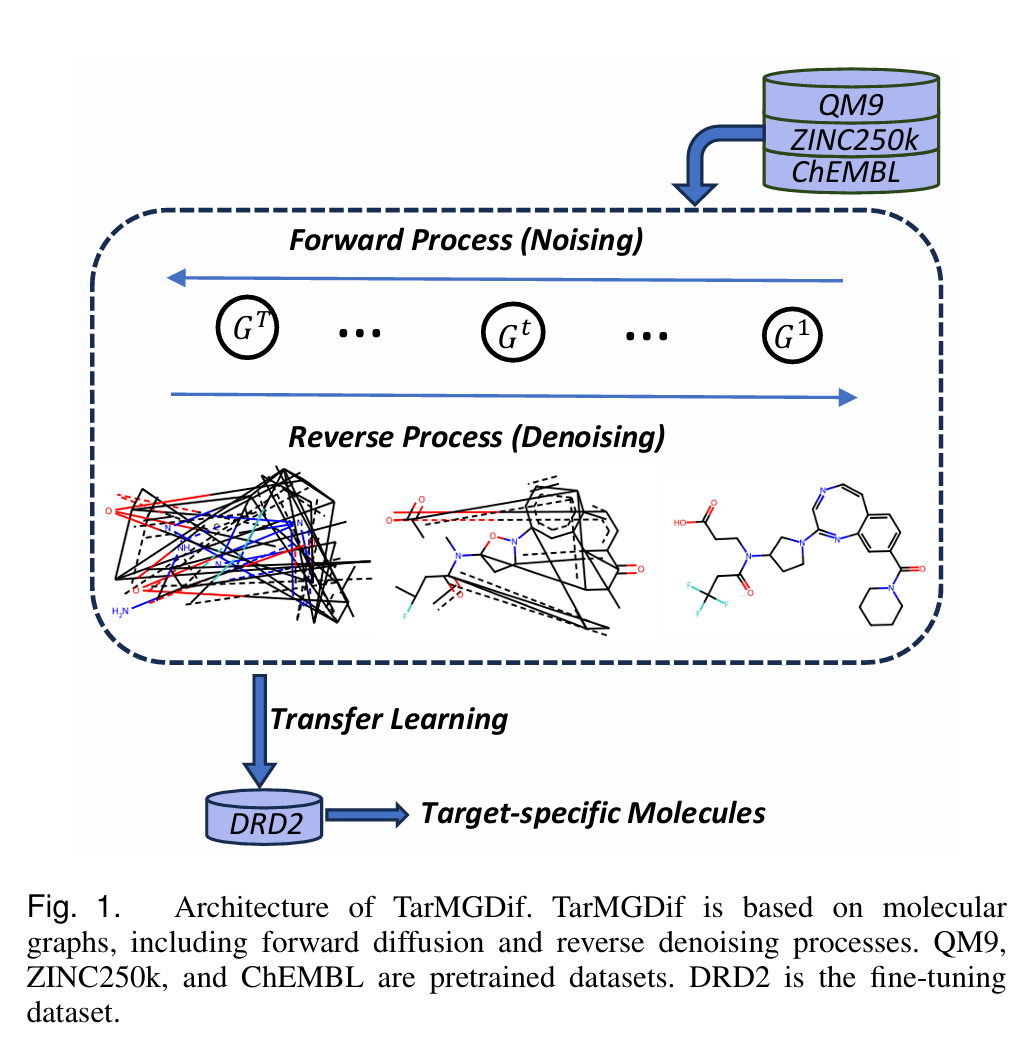 QM9
ZINC250k
ChEMBL
Forward Process (Noising)
G^T ... G^t ... G^1
Reverse Process (Denoising)
O
N
C
N
NH
N
O
H₂N
O
O
O
N
N
O
O
F
HO
O
N
N
N
N
O
O
N
F
F
F
Transfer Learning
DRD2
Target-specific Molecules
Fig. 1. Architecture of TarMGDif. TarMGDif is based on molecular
graphs, including forward diffusion and reverse denoising processes. QM9,
ZINC250k, and ChEMBL are pretrained datasets. DRD2 is the fine-tuning
dataset.